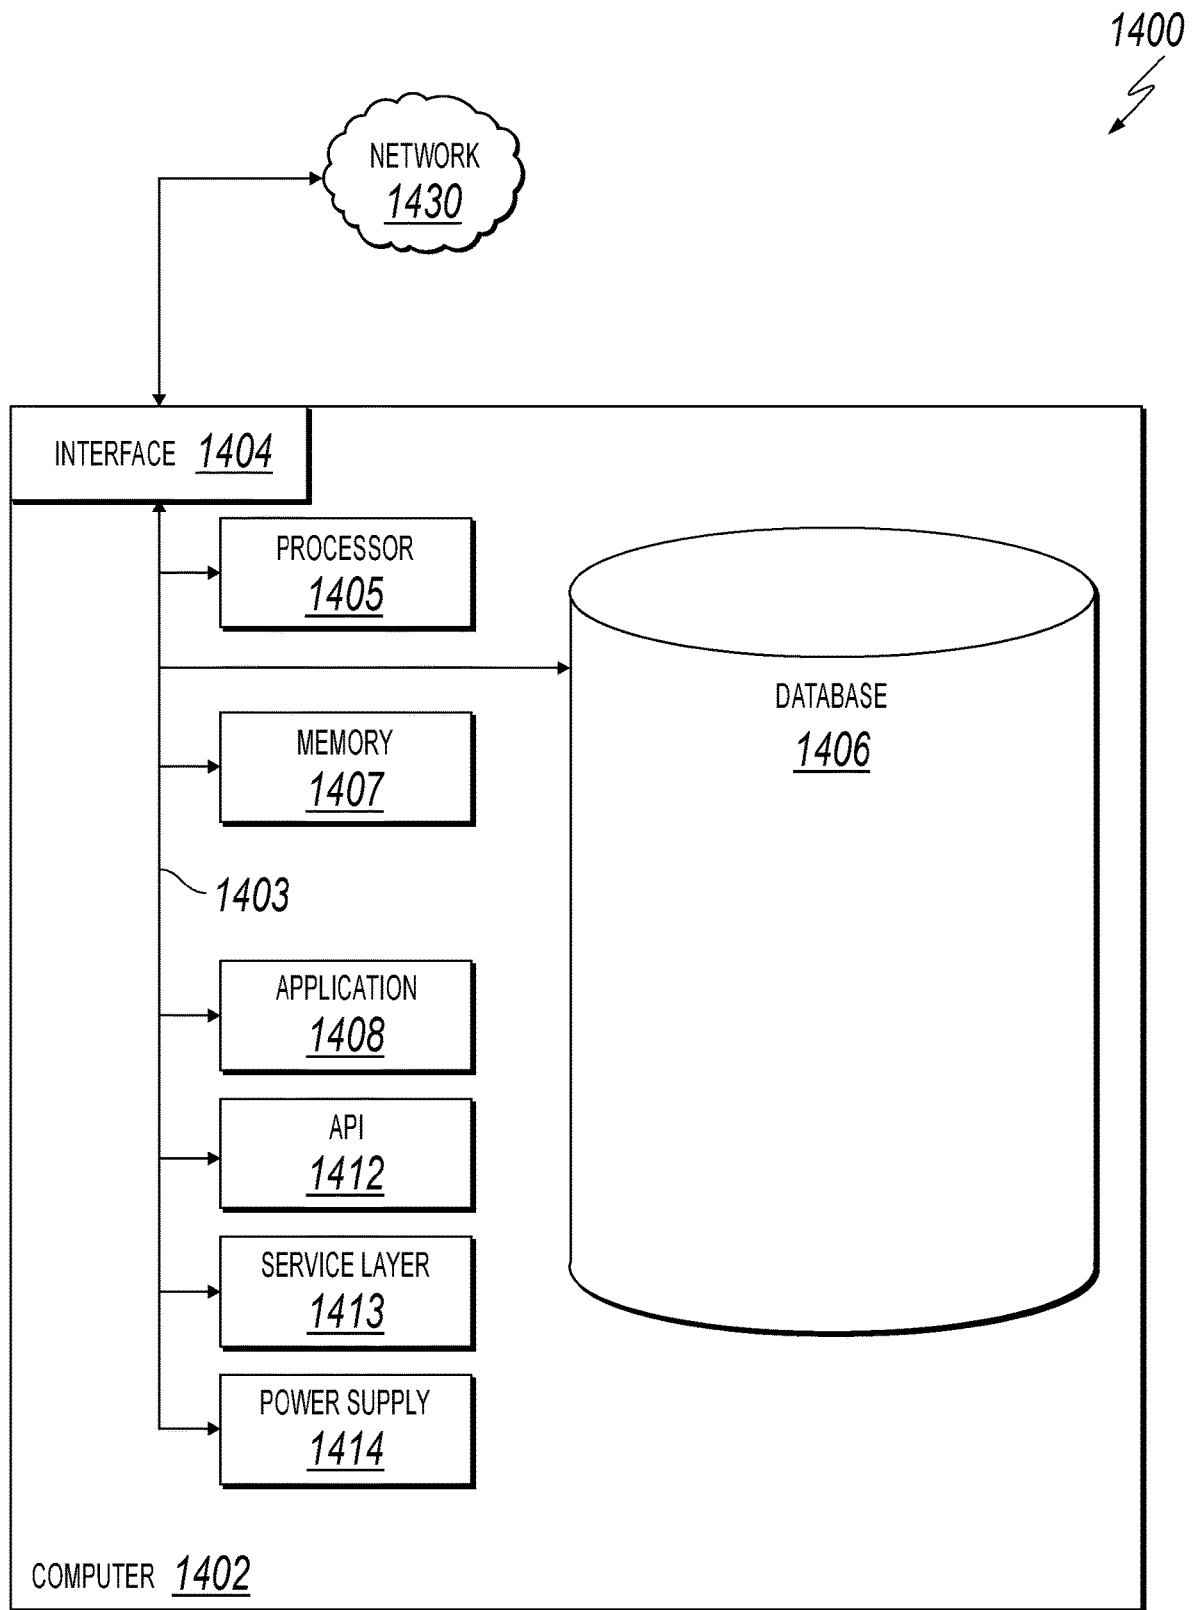 1400
NETWORK
1430
INTERFACE 1404
PROCESSOR
1405
DATABASE
1406
MEMORY
1407
1403
APPLICATION
1408
API
1412
SERVICE LAYER
1413
POWER SUPPLY
1414
COMPUTER 1402